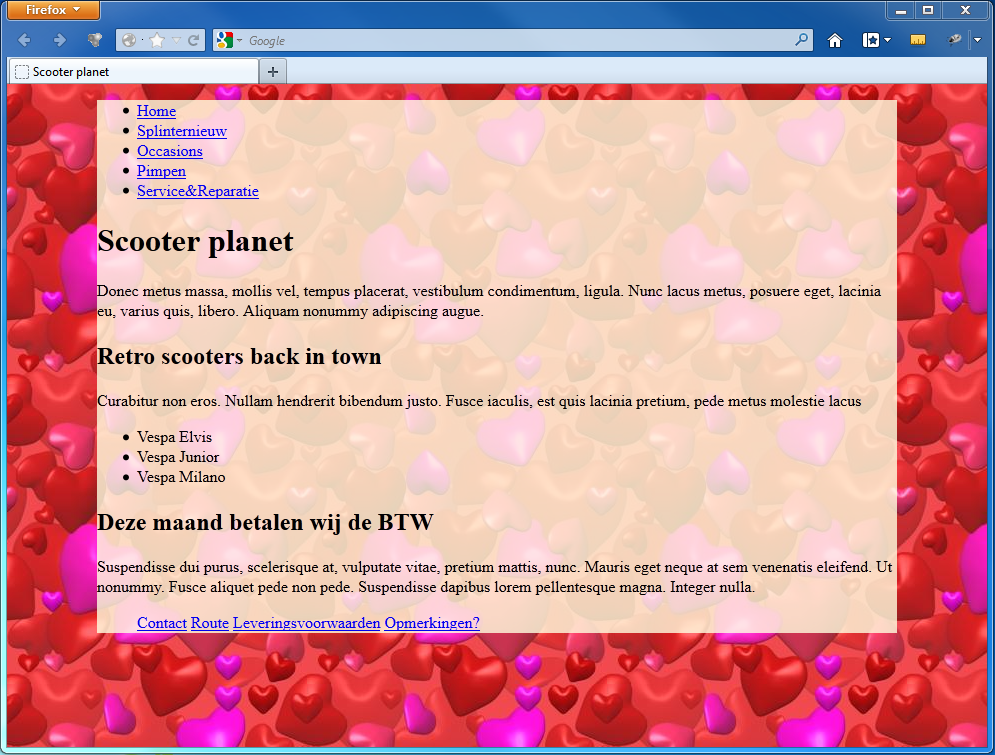 Firefox
Google
Scooter planet
Home
Splinternieuw
Occasions
Pimpen
Service&Reparatie
Scooter planet
Donec metus massa, mollis vel, tempus placerat, vestibulum condimentum, ligula. Nunc lacus metus, posuere eget, lacinia
eu, varius quis, libero. Aliquam nonummy adipiscing augue.
Retro scooters back in town
Curabitur non eros. Nullam hendrerit bibendum justo. Fusce iaculis, est quis lacinia pretium, pede metus molestie lacus
Vespa Elvis
Vespa Junior
Vespa Milano
Deze maand betalen wij de BTW
Suspendisse dui purus, scelerisque at, vulputate vitae, pretium mattis, nunc. Mauris eget neque at sem venenatis eleifend. Ut
nonummy. Fusce aliquet pede non pede. Suspendisse dapibus lorem pellentesque magna. Integer nulla.
Contact Route Leveringsvoorwaarden Opmerkingen?